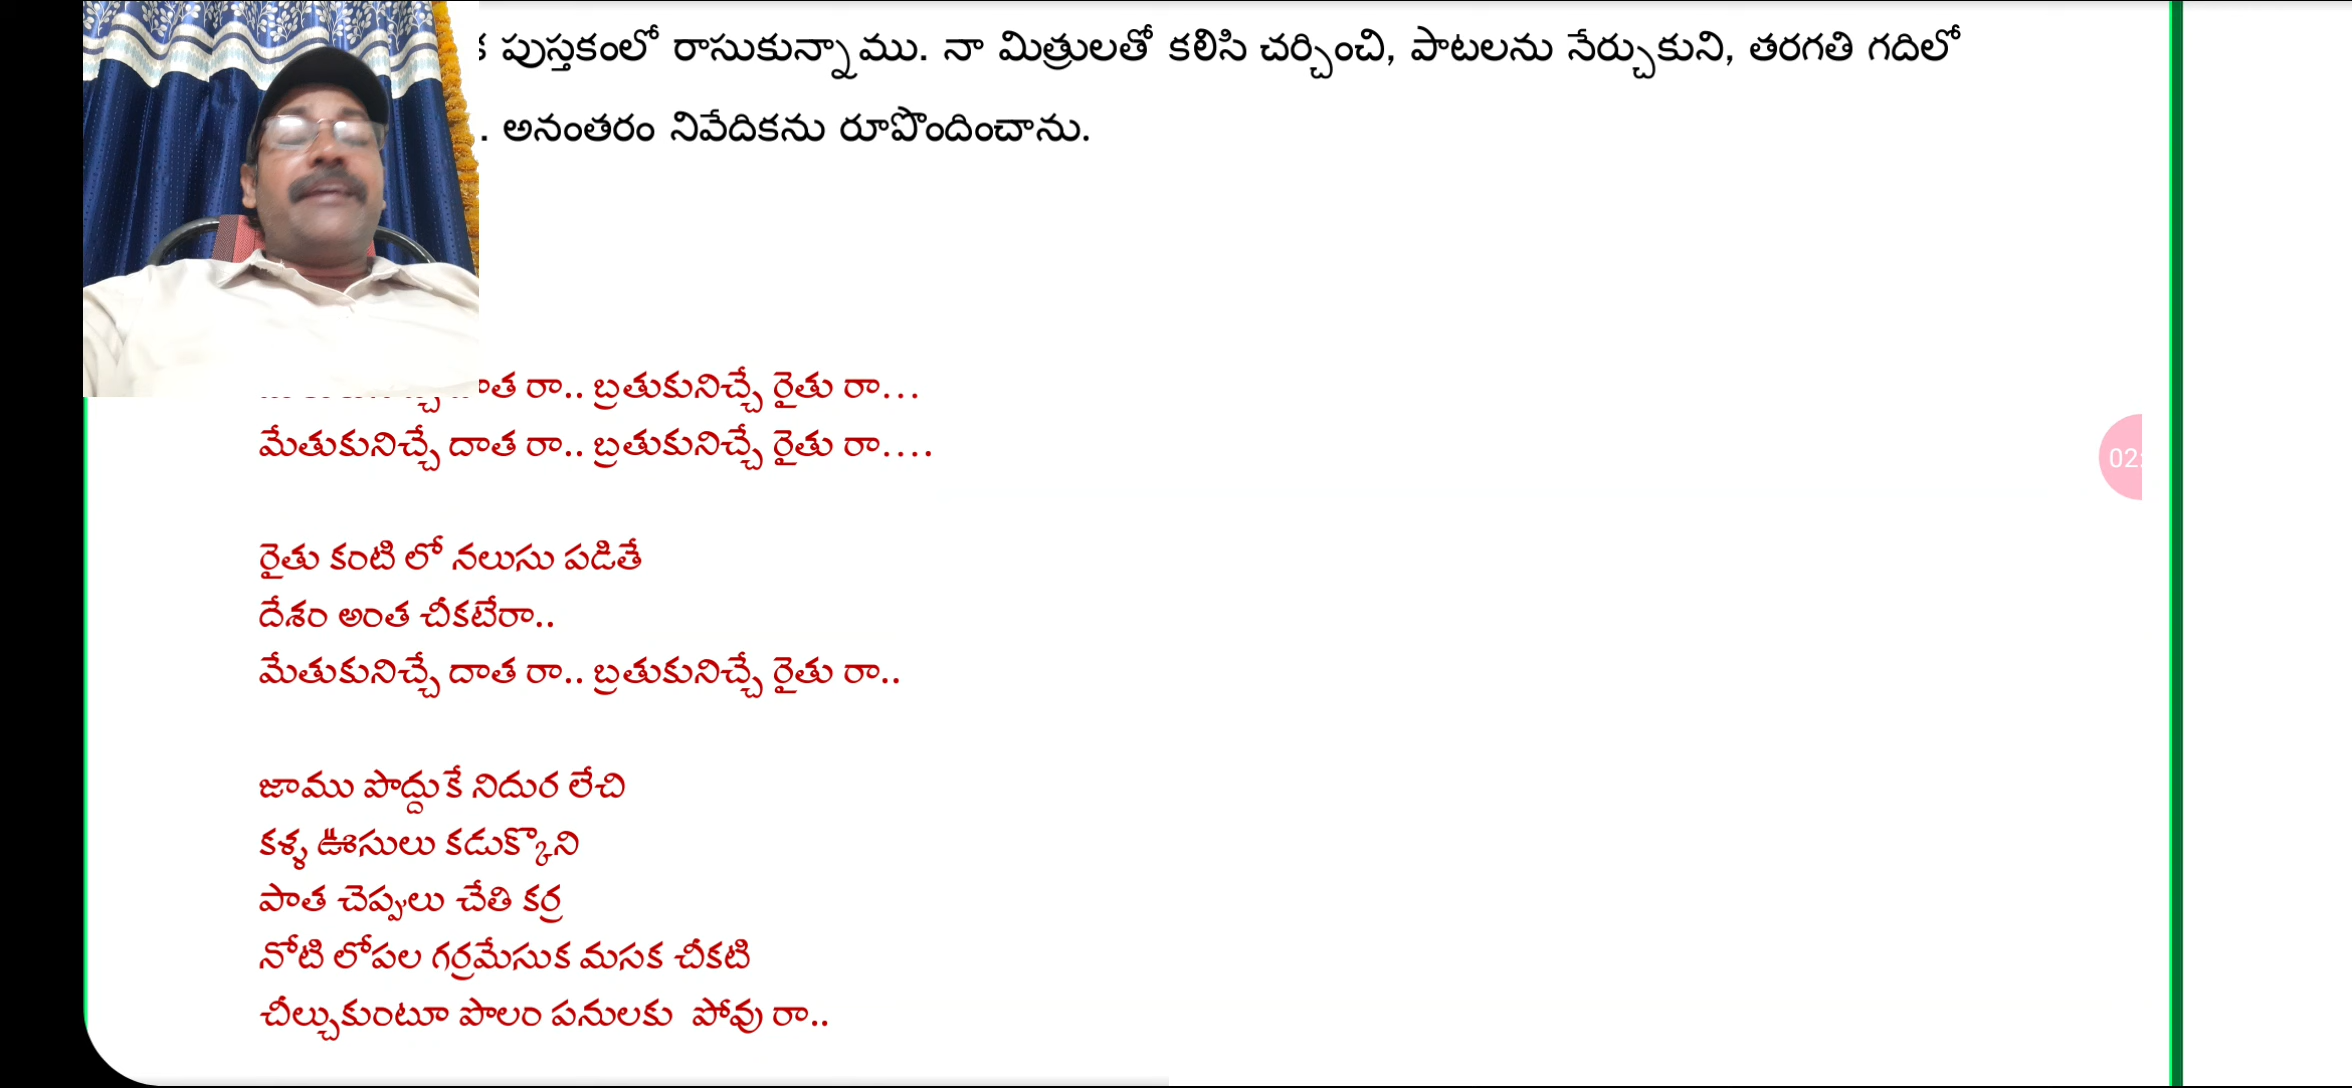 పుస్తకంలో రాసుకున్నాము. నా మిత్రులతో కలిసి చర్చించి, పాటలను నేర్చుకుని, తరగతి గదిలో
. అనంతరం నివేదికను రూపొందించాను.
రా.. బ్రతుకునిచ్చే రైతు రా...
మేతుకునిచ్చే దాత రా.. బ్రతుకునిచ్చే రైతు రా....
02:
రైతు కంటి లో నలుసు పడితే
దేశం అంత చీకటేరా..
మేతుకునిచ్చే దాత రా.. బ్రతుకునిచ్చే రైతు రా..
జాము పొద్దుకే నిదుర లేచి
కళ్ళ ఊసులు కడుక్కొని
పాత చెప్పులు చేతి కర్ర
నోటి లోపల గర్రమేసుక మసక చీకటి
చీల్చుకుంటూ పొలం పనులకు పోవు రా..